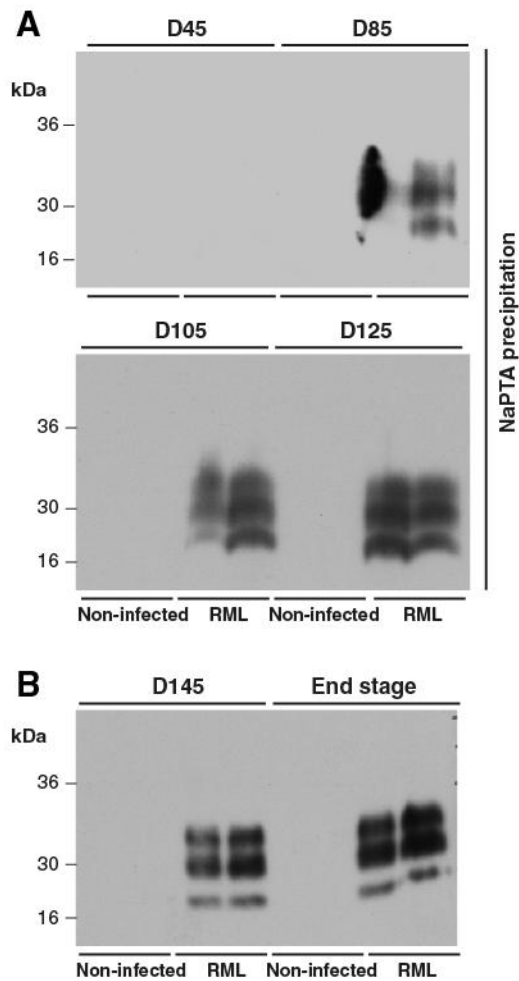 A
D45 D85
kDa
36
30
16
D105 D125
36
30
16
Non-infected RML Non-infected RML
NaPTA precipitation
B
D145 End stage
kDa
36
30
16
Non-infected RML Non-infected RML